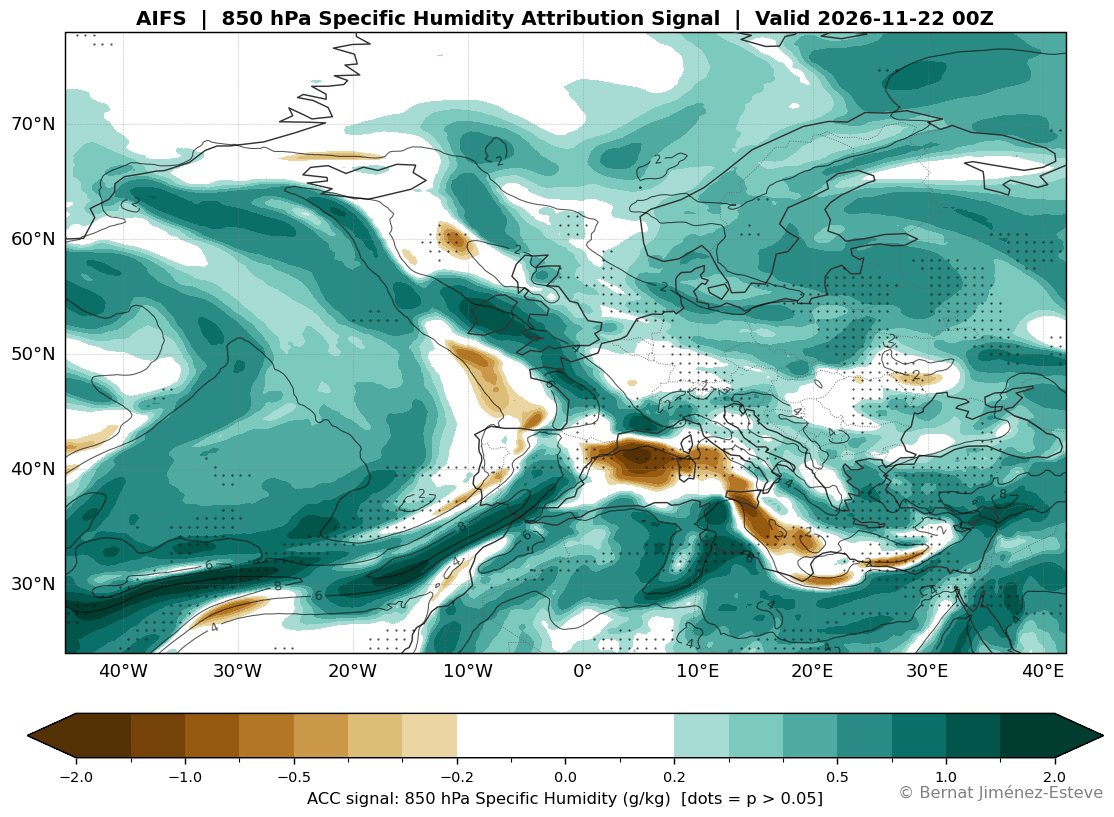 AIFS | 850 hPa Specific Humidity Attribution Signal | Valid 2026-11-22 00Z
70°N
60°N
50°N
40°N
30°N
40°W
30°W
20°W
10°W
0°
10°E
20°E
30°E
40°E
−2.0
−1.0
−0.5
−0.2
0.0
0.2
0.5
1.0
2.0
ACC signal: 850 hPa Specific Humidity (g/kg) [dots = p > 0.05]
© Bernat Jiménez-Esteve